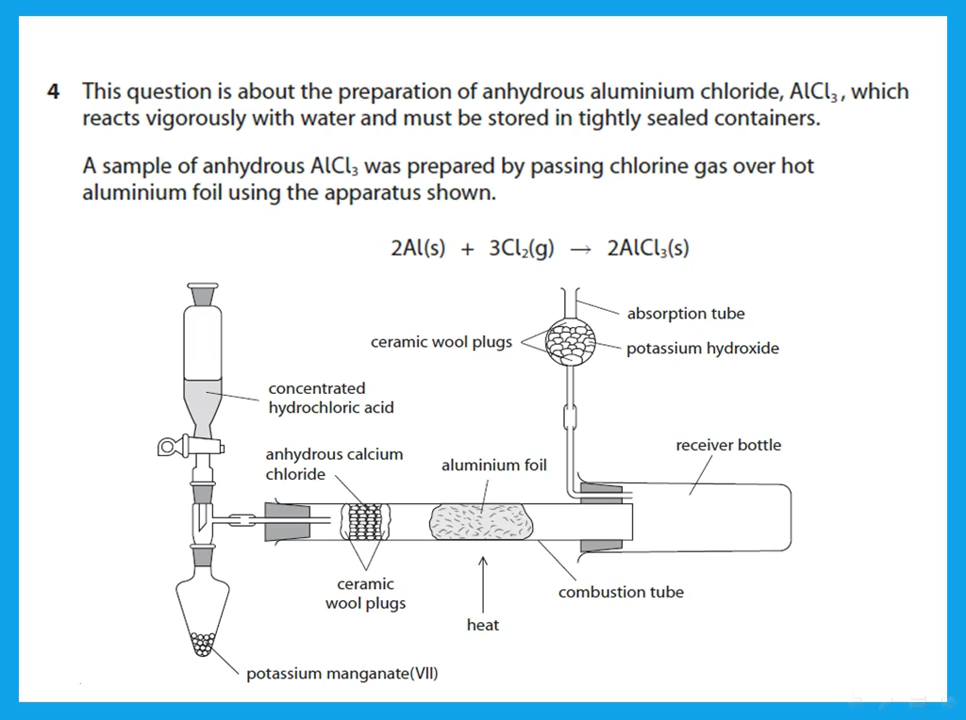 4 This question is about the preparation of anhydrous aluminium chloride, AlCl₃, which
reacts vigorously with water and must be stored in tightly sealed containers.
A sample of anhydrous AlCl₃ was prepared by passing chlorine gas over hot
aluminium foil using the apparatus shown.
2Al(s) + 3Cl₂(g) → 2AlCl₃(s)
absorption tube
ceramic wool plugs
potassium hydroxide
concentrated
hydrochloric acid
anhydrous calcium
chloride
aluminium foil
receiver bottle
ceramic
wool plugs
heat
combustion tube
potassium manganate(VII)